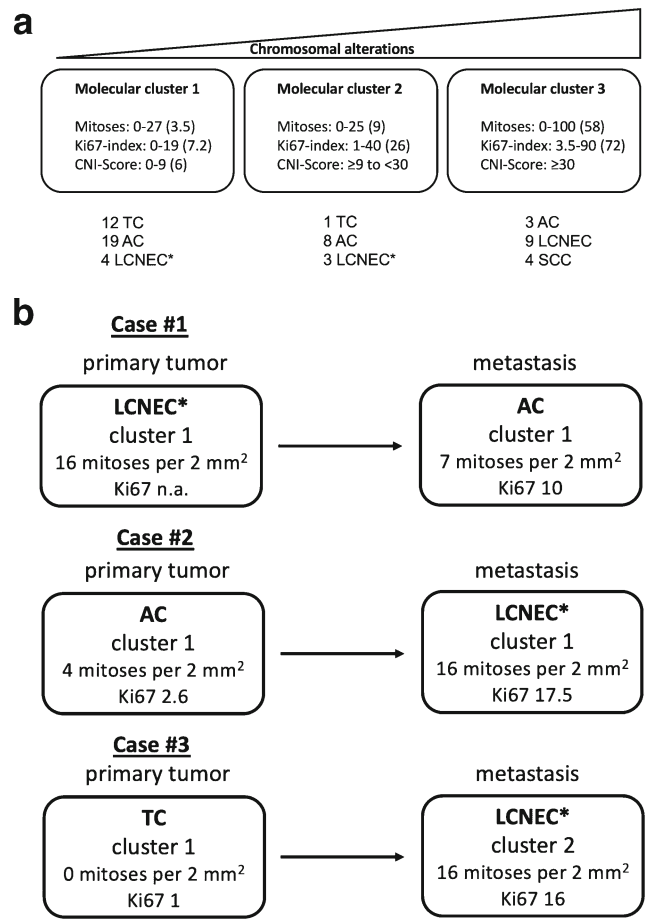 a
Chromosomal alterations
Molecular cluster 1
Mitoses: 0-27 (3.5)
Ki67-index: 0-19 (7.2)
CNI-Score: 0-9 (6)
Molecular cluster 2
Mitoses: 0-25 (9)
Ki67-index: 1-40 (26)
CNI-Score: ≥9 to <30
Molecular cluster 3
Mitoses: 0-100 (58)
Ki67-index: 3.5-90 (72)
CNI-Score: ≥30
12 TC
19 AC
4 LCNEC*
1 TC
8 AC
3 LCNEC*
3 AC
9 LCNEC
4 SCC
b
Case #1
primary tumor
metastasis
LCNEC*
cluster 1
16 mitoses per 2 mm²
Ki67 n.a.
AC
cluster 1
7 mitoses per 2 mm²
Ki67 10
Case #2
primary tumor
metastasis
AC
cluster 1
4 mitoses per 2 mm²
Ki67 2.6
LCNEC*
cluster 1
16 mitoses per 2 mm²
Ki67 17.5
Case #3
primary tumor
metastasis
TC
cluster 1
0 mitoses per 2 mm²
Ki67 1
LCNEC*
cluster 2
16 mitoses per 2 mm²
Ki67 16